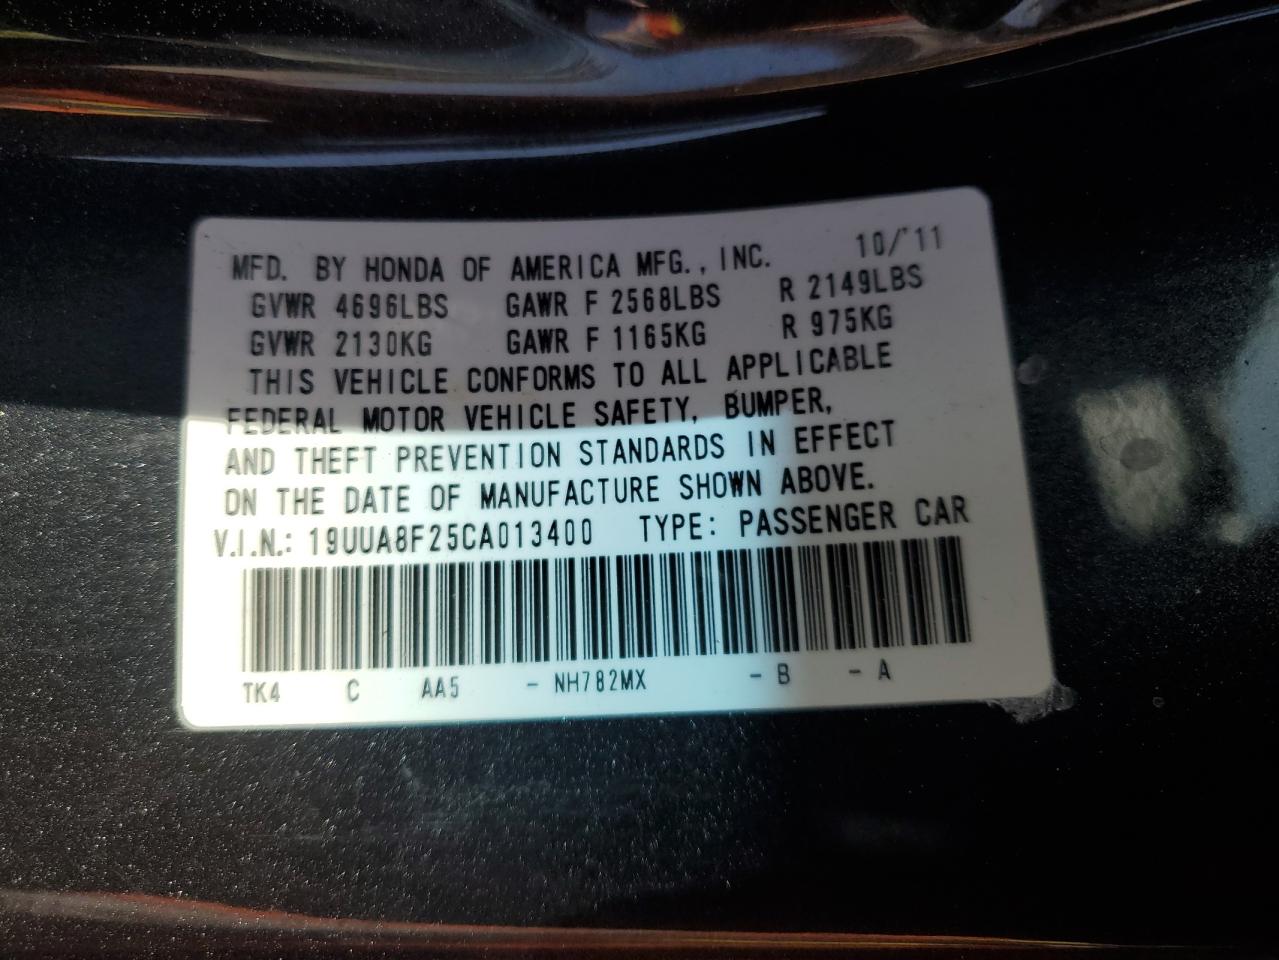 MFD. BY HONDA OF AMERICA MFG., INC. 10/'11
GVWR 4696LBS GAWR F 2568LBS R 2149LBS
GVWR 2130KG GAWR F 1165KG R 975KG
THIS VEHICLE CONFORMS TO ALL APPLICABLE
FEDERAL MOTOR VEHICLE SAFETY, BUMPER,
AND THEFT PREVENTION STANDARDS IN EFFECT
ON THE DATE OF MANUFACTURE SHOWN ABOVE.
V.I.N.: 19UUA8F25CA013400 TYPE: PASSENGER CAR
TK4 C AA5 - NH782MX - B - A